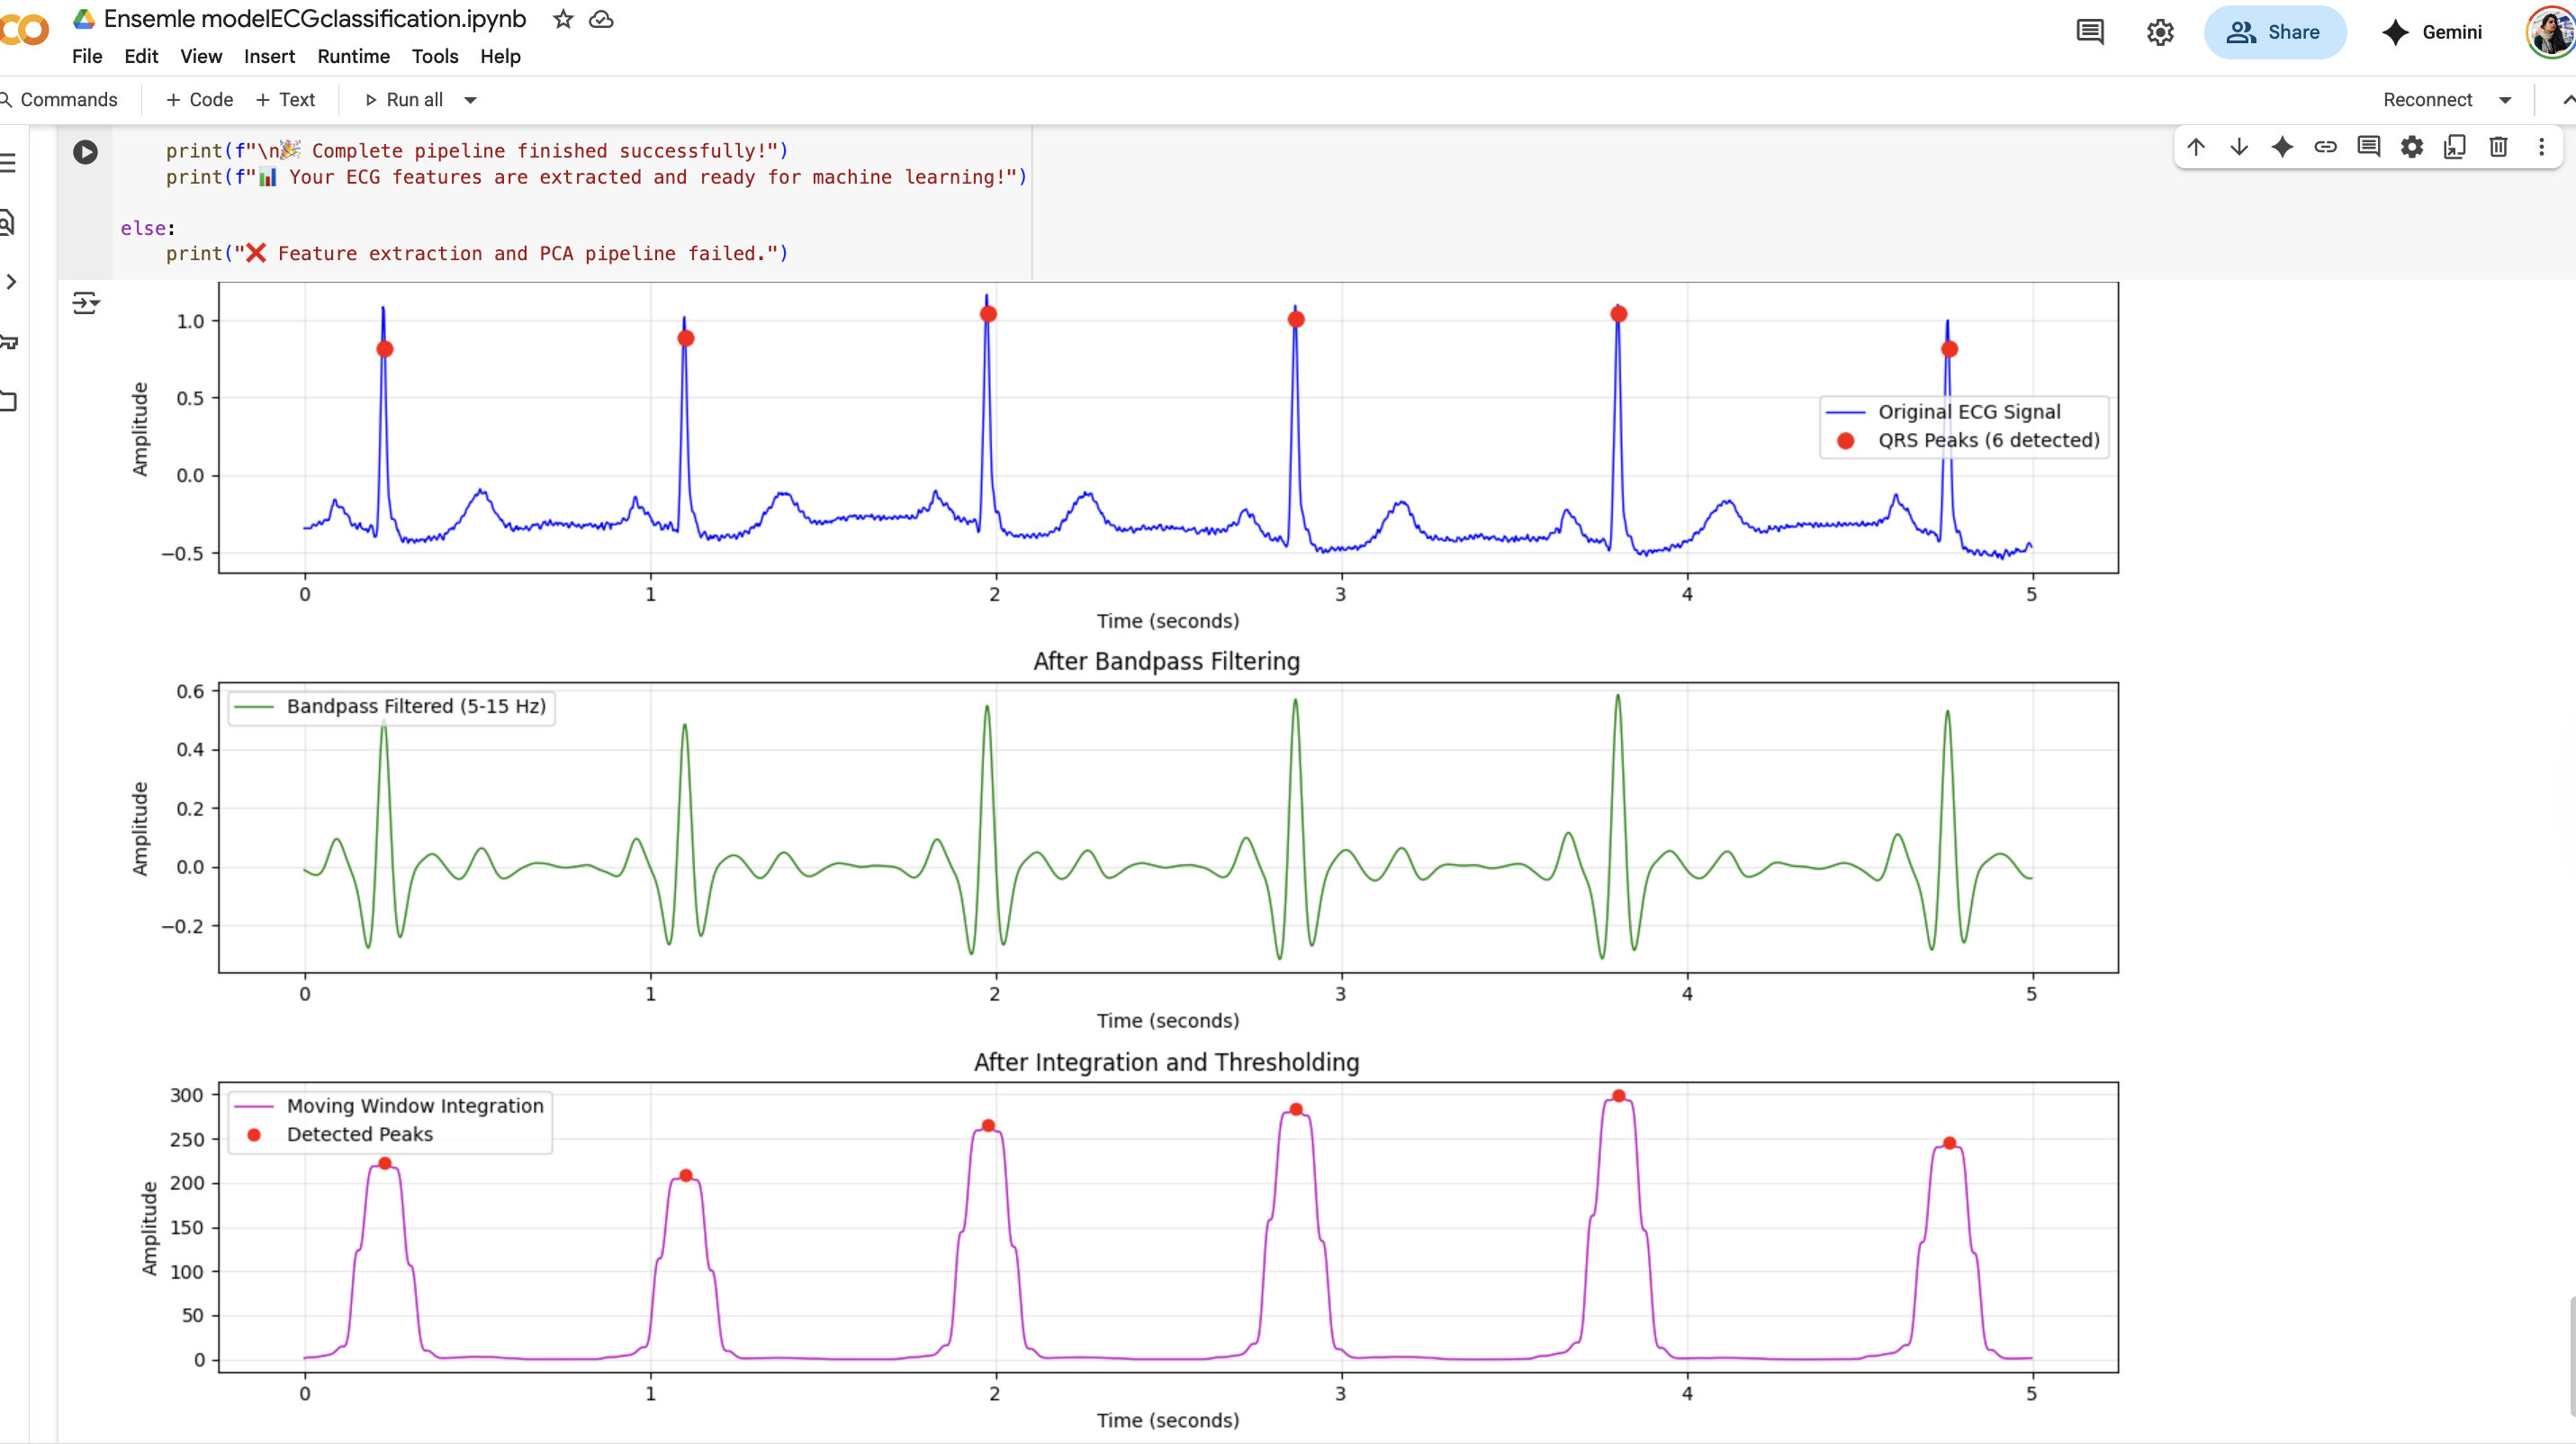 Ensemle modelECGclassification.ipynb
File Edit View Insert Runtime Tools Help
Share
Gemini
Commands + Code + Text Run all
Reconnect
print(f"\n🎉 Complete pipeline finished successfully!")
print(f"📊 Your ECG features are extracted and ready for machine learning!")
else:
print("❌ Feature extraction and PCA pipeline failed.")
1.0
0.5
0.0
−0.5
Amplitude
Original ECG Signal
QRS Peaks (6 detected)
0 1 2 3 4 5
Time (seconds)
After Bandpass Filtering
Bandpass Filtered (5-15 Hz)
0.6
0.4
0.2
0.0
−0.2
Amplitude
0 1 2 3 4 5
Time (seconds)
After Integration and Thresholding
Moving Window Integration
Detected Peaks
300
250
200
150
100
50
0
Amplitude
0 1 2 3 4 5
Time (seconds)